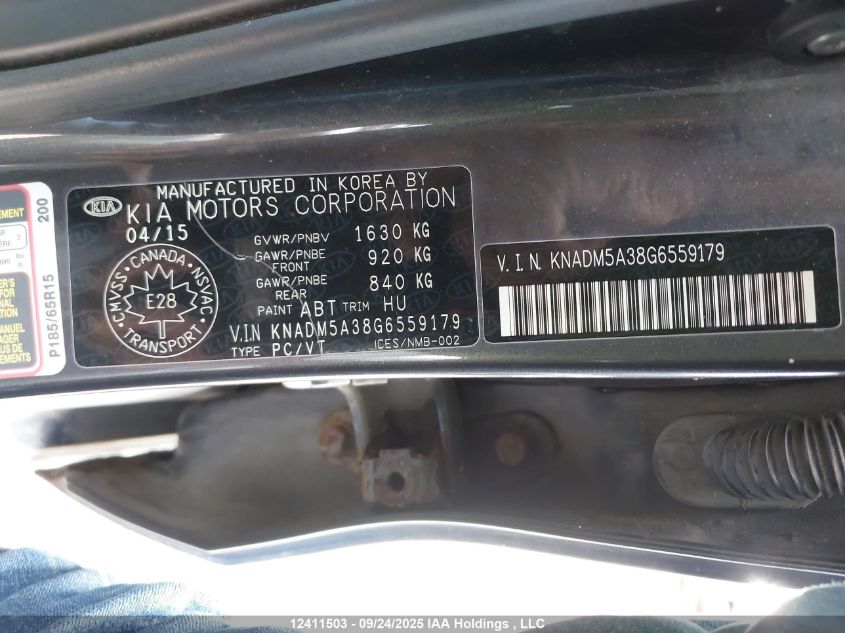 MANUFACTURED IN KOREA BY
KIA KIA MOTORS CORPORATION
04/15
GVWR/PNBV 1630 KG
GAWR/PNBE FRONT 920 KG
GAWR/PNBE REAR 840 KG
PAINT ABT TRIM HU
V.I.N KNADM5A38G6559179
TYPE PC/VT ICES/NMB-002
CANADA
CMVSS NSVAC
E28
TRANSPORT
V.I.N. KNADM5A38G6559179
200
P185/65R15
12411503 - 09/24/2025 IAA Holdings , LLC